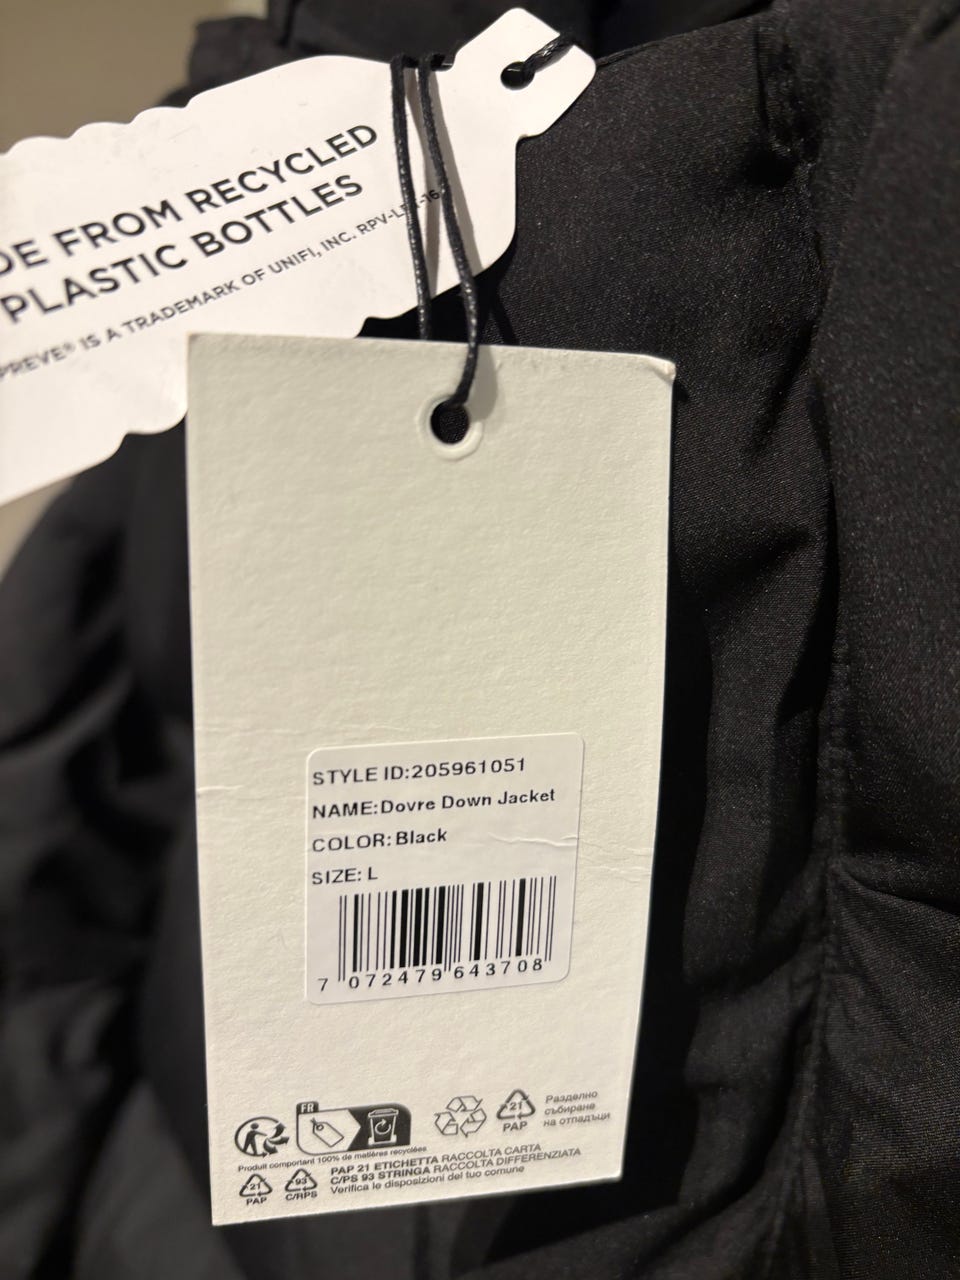 DE FROM RECYCLED
PLASTIC BOTTLES
PREVE® IS A TRADEMARK OF UNIFI, INC.
STYLE ID:205961051
NAME:Dovre Down Jacket
COLOR:Black
SIZE: L
7 072479 643708
FR
21
PAP
Разделно
събиране
на отпадъци
Produit comportant 100% de matières recyclées
21
PAP
93
C/RPS
PAP 21 ETICHETTA RACCOLTA CARTA
C/PS 93 STRINGA RACCOLTA DIFFERENZIATA
Verifica le disposizioni del tuo comune